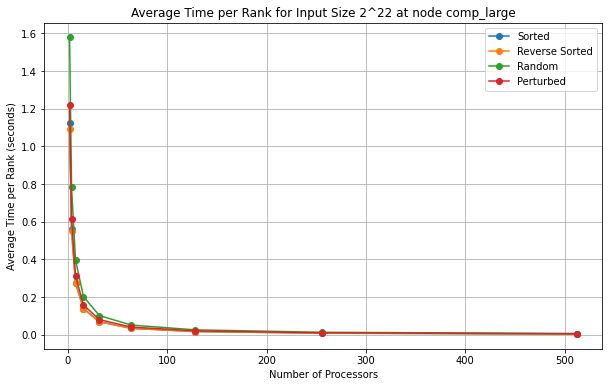 Average Time per Rank for Input Size 2^22 at node comp_large
Sorted
Reverse Sorted
Random
Perturbed
Average Time per Rank (seconds)
1.6
1.4
1.2
1.0
0.8
0.6
0.4
0.2
0.0
0
100
200
300
400
500
Number of Processors